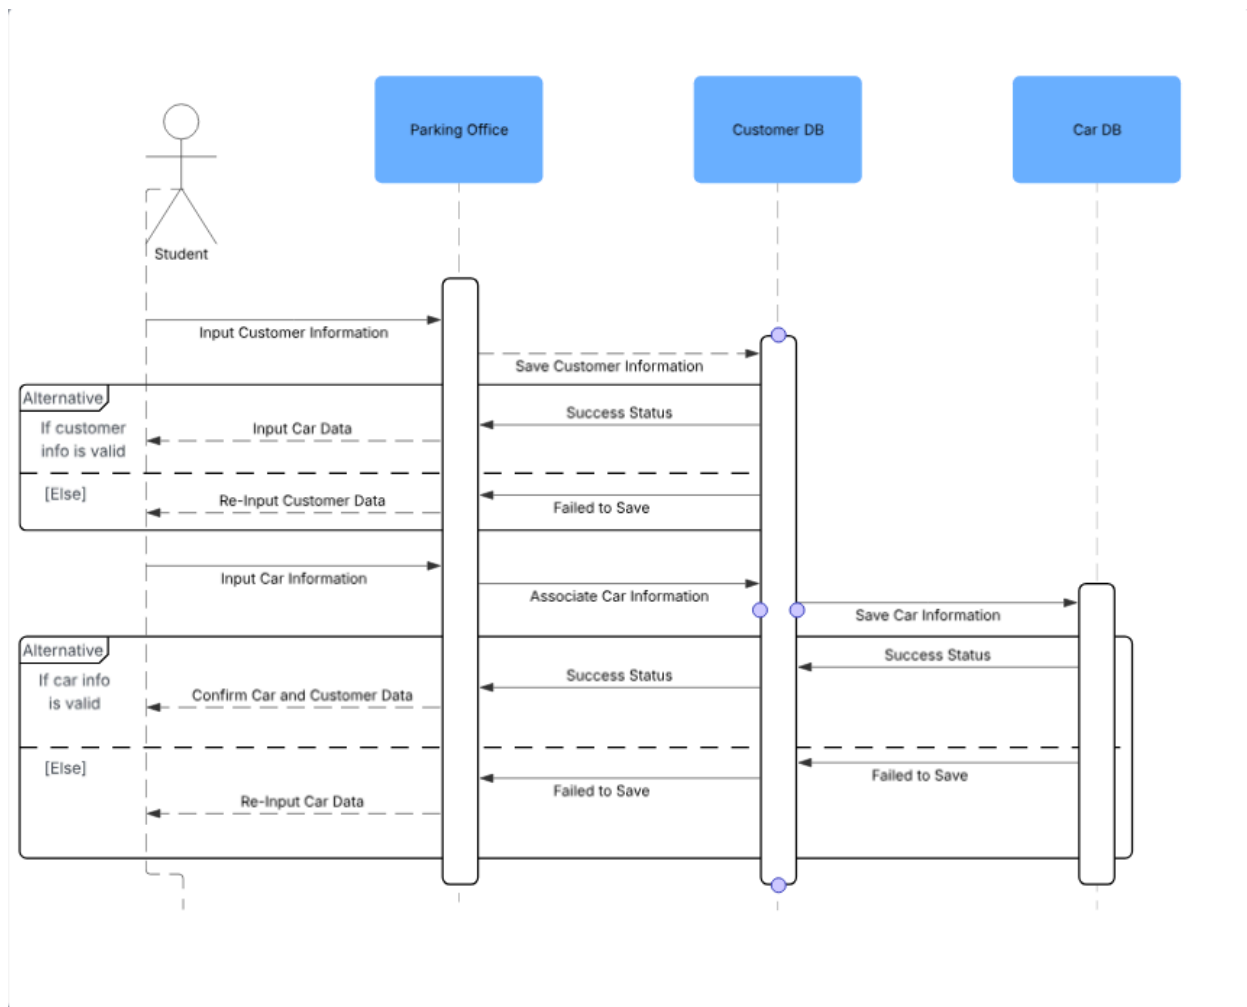 Parking Office
Customer DB
Car DB
Student
Input Customer Information
Save Customer Information
Alternative
If customer
info is valid
Success Status
Input Car Data
[Else]
Re-Input Customer Data
Failed to Save
Input Car Information
Associate Car Information
Save Car Information
Alternative
If car info
is valid
Success Status
Success Status
Confirm Car and Customer Data
[Else]
Failed to Save
Failed to Save
Re-Input Car Data